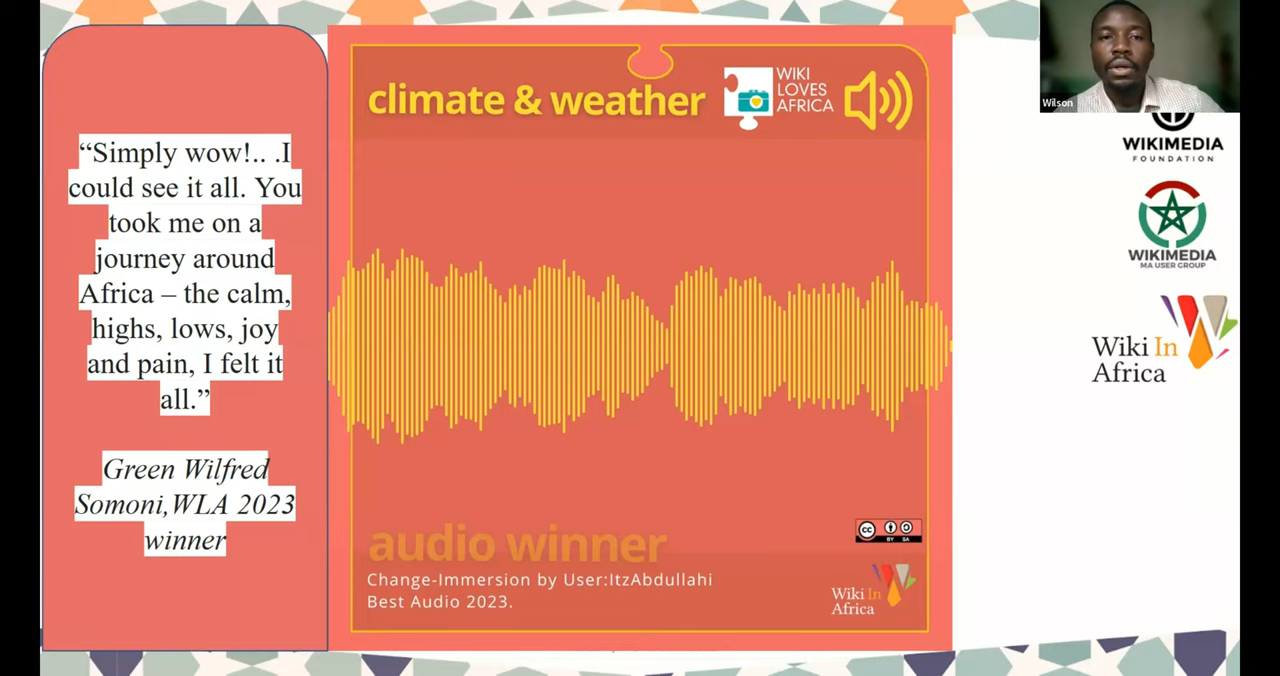 “Simply wow!.. .I
could see it all. You
took me on a
journey around
Africa – the calm,
highs, lows, joy
and pain, I felt it
all.”
Green Wilfred
Somoni,WLA 2023
winner
climate & weather
WIKI
LOVES
AFRICA
audio winner
Change-Immersion by User:ItzAbdullahi
Best Audio 2023.
cc
BY SA
Wiki In
Africa
Wilson
WIKIMEDIA
FOUNDATION
WIKIMEDIA
MA USER GROUP
Wiki In
Africa